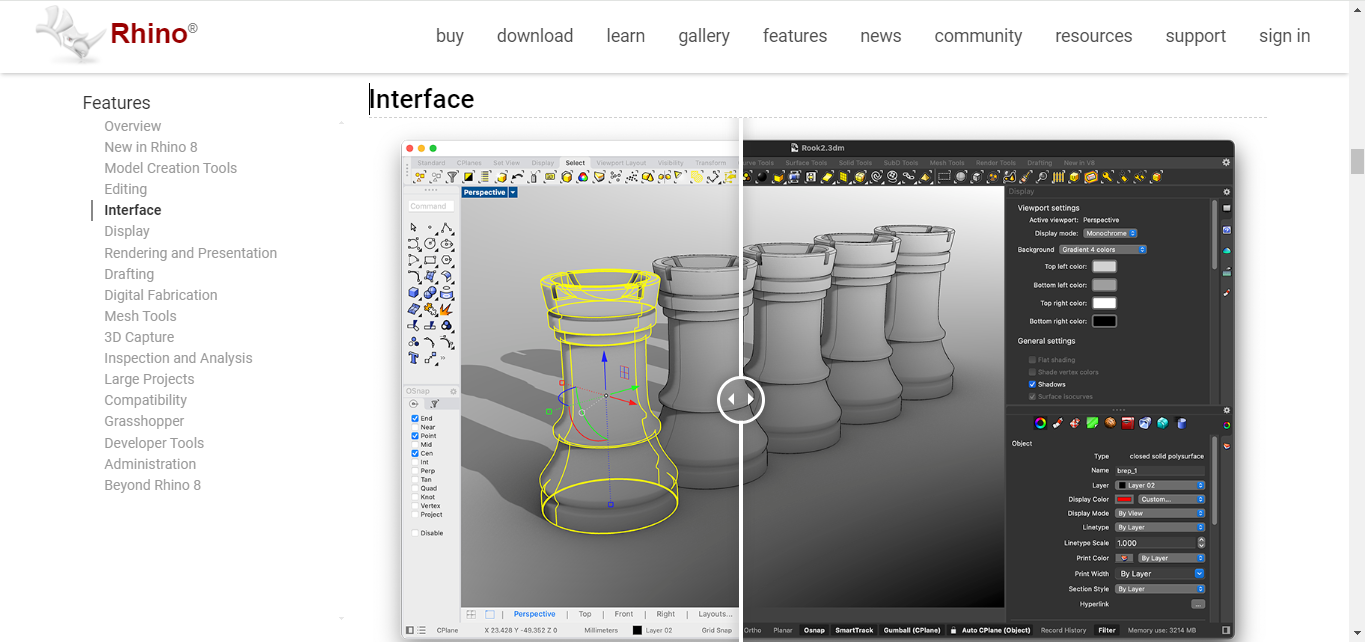 Rhino®
buy download learn gallery features news community resources support sign in
Features
Overview
New in Rhino 8
Model Creation Tools
Editing
Interface
Display
Rendering and Presentation
Drafting
Digital Fabrication
Mesh Tools
3D Capture
Inspection and Analysis
Large Projects
Compatibility
Grasshopper
Developer Tools
Administration
Beyond Rhino 8
Interface
Rook2.3dm
Standard CPlanes Set View Display Select Viewport Layout Visibility Transform urve Tools Surface Tools Solid Tools SubD Tools Mesh Tools Render Tools Drafting New in V8
Perspective
Command
OSnap
End
Near
Point
Mid
Cen
Int
Perp
Tan
Quad
Knot
Vertex
Project
Disable
Display
Viewport settings
Active viewport: Perspective
Display mode: Monochrome
Background Gradient 4 colors
Top left color:
Bottom left color:
Top right color:
Bottom right color:
General settings
Flat shading
Shade vertex colors
Shadows
Surface Isocurves
Object
Type closed solid polysurface
Name brep_1
Layer Layer 02
Display Color Custom...
Display Mode By View
Linetype By Layer
Linetype Scale 1.000
Print Color By Layer
Print Width By Layer
Section Style By Layer
Hyperlink ...
Perspective | Top | Front | Right | Layouts...
CPlane X 23.428 Y -49.352 Z 0 Millimeters Layer 02 Grid Snap Ortho Planar Osnap SmartTrack Gumball (CPlane) Auto CPlane (Object) Record History Filter Memory use: 3214 MB